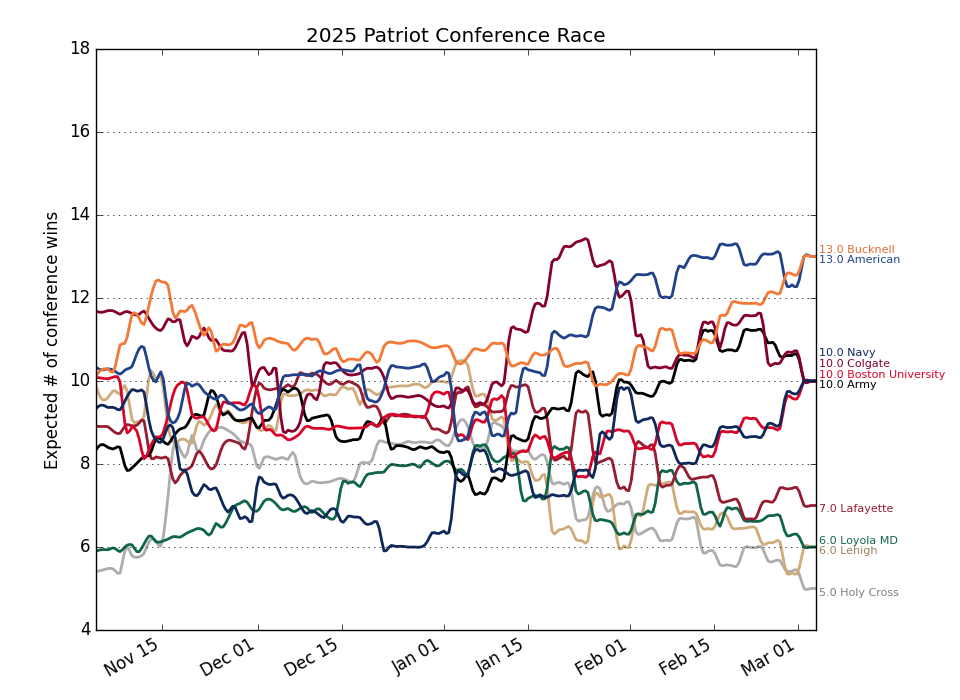 2025 Patriot Conference Race
Expected # of conference wins
18
16
14
12
10
8
6
4
Nov 15
Dec 01
Dec 15
Jan 01
Jan 15
Feb 01
Feb 15
Mar 01
13.0 Bucknell
13.0 American
10.0 Navy
10.0 Colgate
10.0 Boston University
10.0 Army
7.0 Lafayette
6.0 Loyola MD
6.0 Lehigh
5.0 Holy Cross